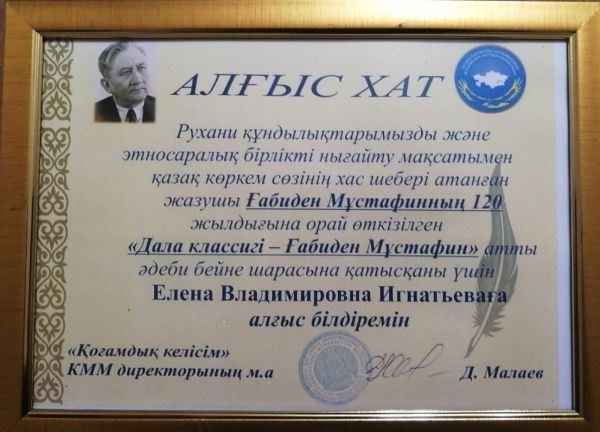 АЛҒЫС ХАТ
Рухани құндылықтарымызды және
этносаралық бірлікті нығайту мақсатымен
қазақ көркем сөзінің хас шебері атанған
жазушы Ғабиден Мұстафинның 120
жылдығына орай өткізілген
«Дала классигі – Ғабиден Мұстафин» атты
әдеби бейне шарасына қатысқаны үшін
Елена Владимировна Игнатьеваға
алғыс білдіремін
«Қоғамдық келісім»
КММ директорының м.а
Д. Малаев